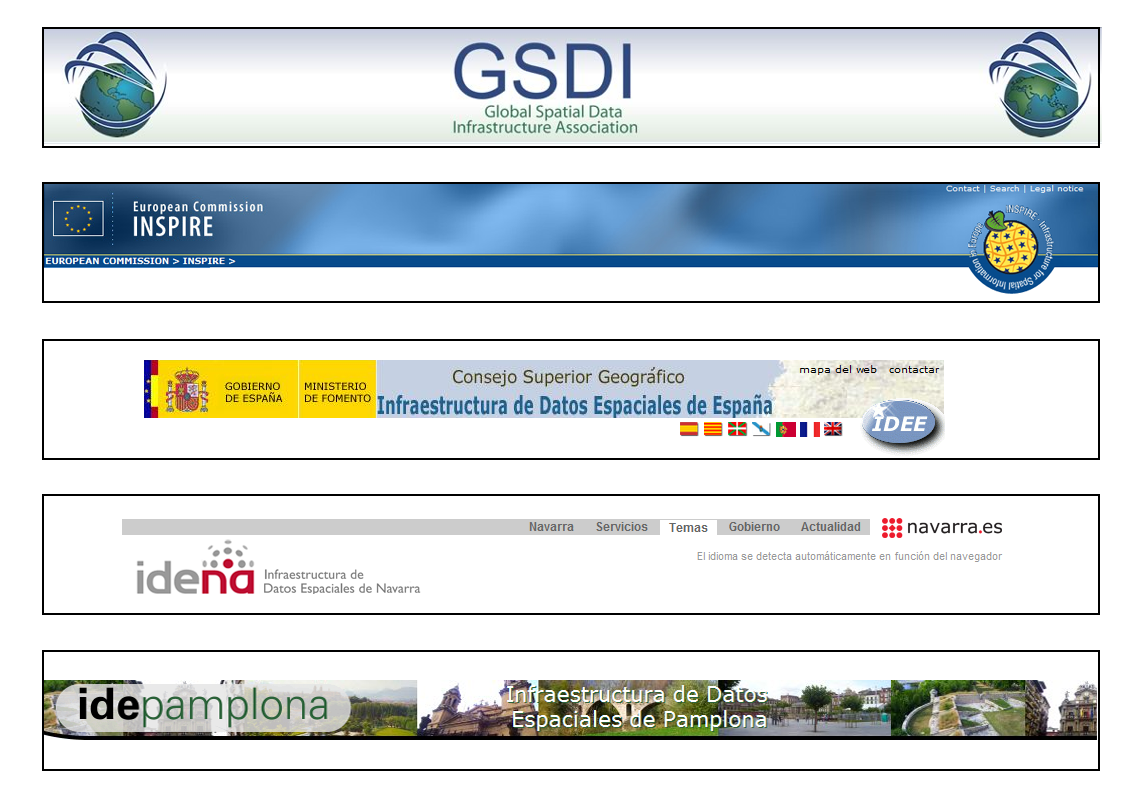 GSDI
Global Spatial Data
Infrastructure Association
Contact | Search | Legal notice
European Commission
INSPIRE
EUROPEAN COMMISSION > INSPIRE >
INSPIRE - Infrastructure for Spatial Information in Europe
mapa del web contactar
GOBIERNO
DE ESPAÑA
MINISTERIO
DE FOMENTO
Consejo Superior Geográfico
Infraestructura de Datos Espaciales de España
IDEE
Navarra Servicios Temas Gobierno Actualidad navarra.es
El idioma se detecta automáticamente en función del navegador
idena
Infraestructura de
Datos Espaciales de Navarra
idepamplona
Infraestructura de Datos
Espaciales de Pamplona